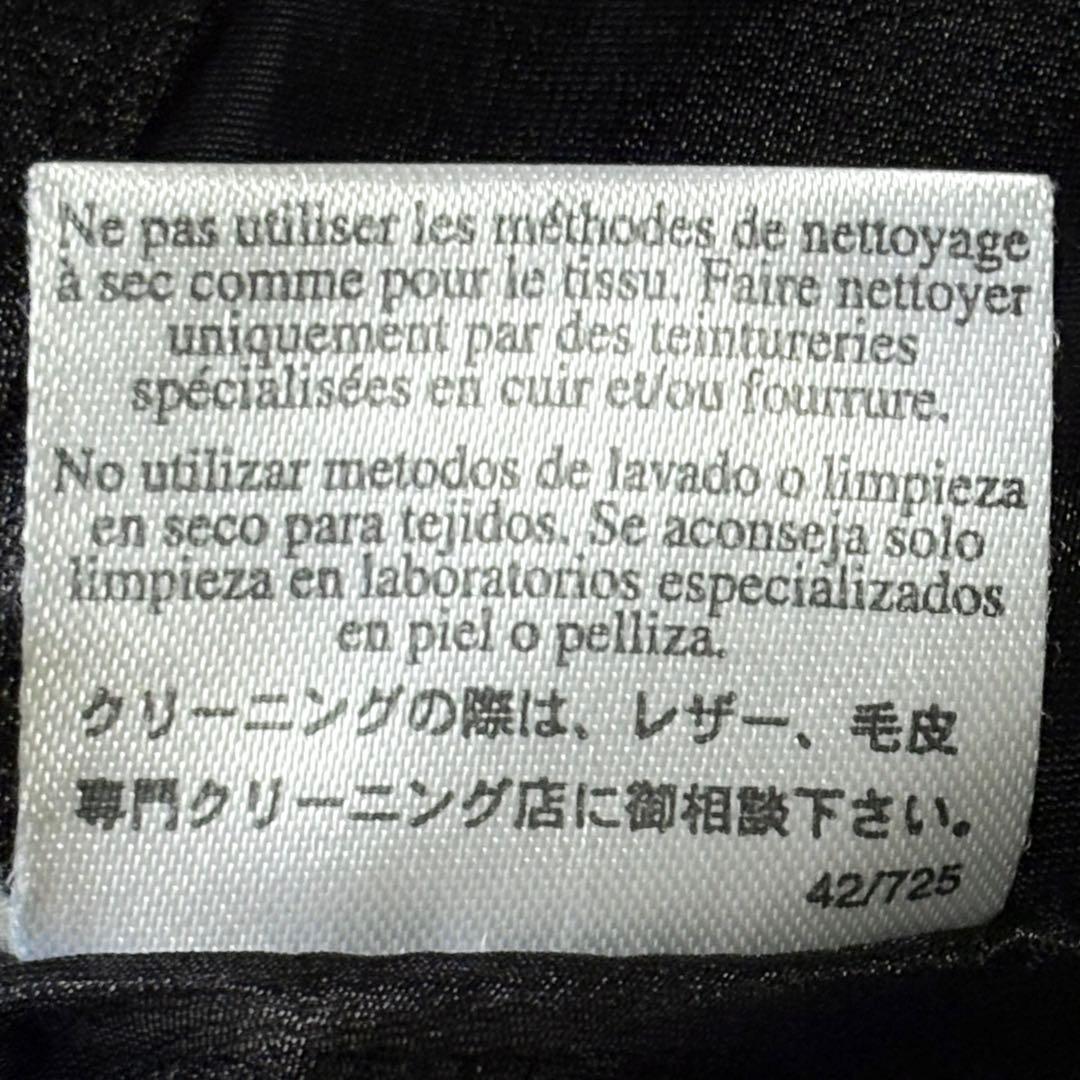 Ne pas utiliser les méthodes de nettoyage
à sec comme pour le tissu. Faire nettoyer
uniquement par des teintureries
spécialisées en cuir et/ou fourrure.
No utilizar metodos de lavado o limpieza
en seco para tejidos. Se aconseja solo
limpieza en laboratorios especializados
en piel o pelliza.
クリーニングの際は、レザー、毛皮
専門クリーニング店に御相談下さい。
42/725